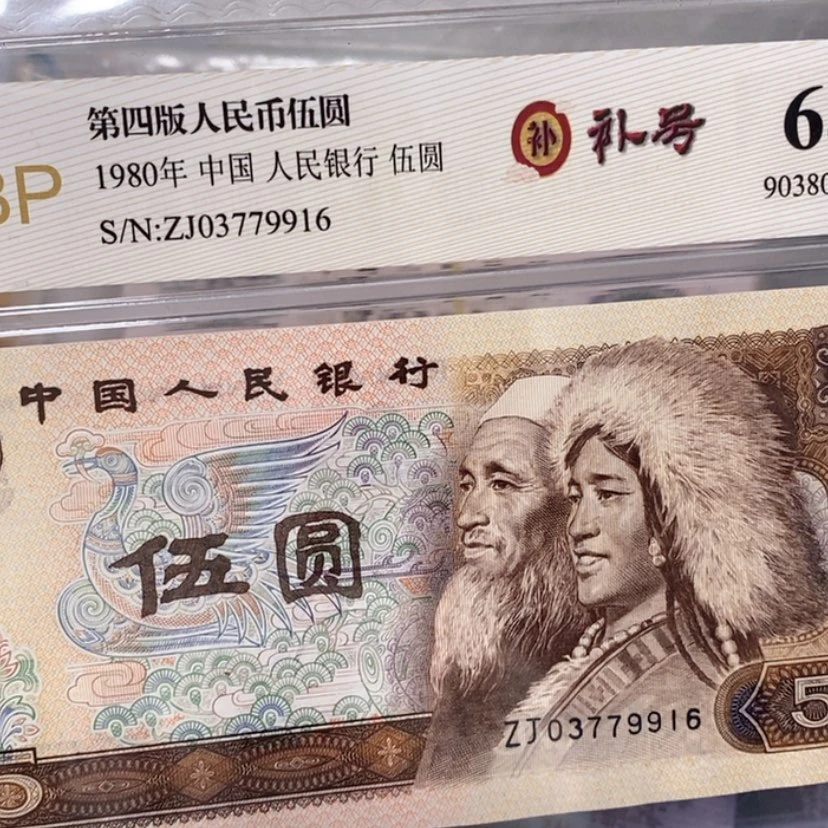 BP
第四版人民币伍圆
1980年 中国 人民银行 伍圆
S/N:ZJ03779916
补
补号
6
90380
中国人民银行
伍圆
ZJ03779916
5